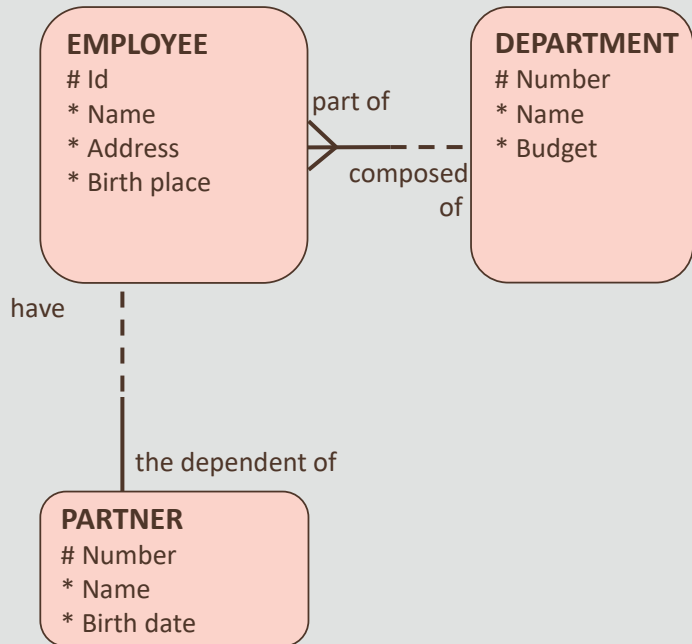 EMPLOYEE
# Id
* Name
* Address
* Birth place
part of
composed
of
DEPARTMENT
# Number
* Name
* Budget
have
the dependent of
PARTNER
# Number
* Name
* Birth date